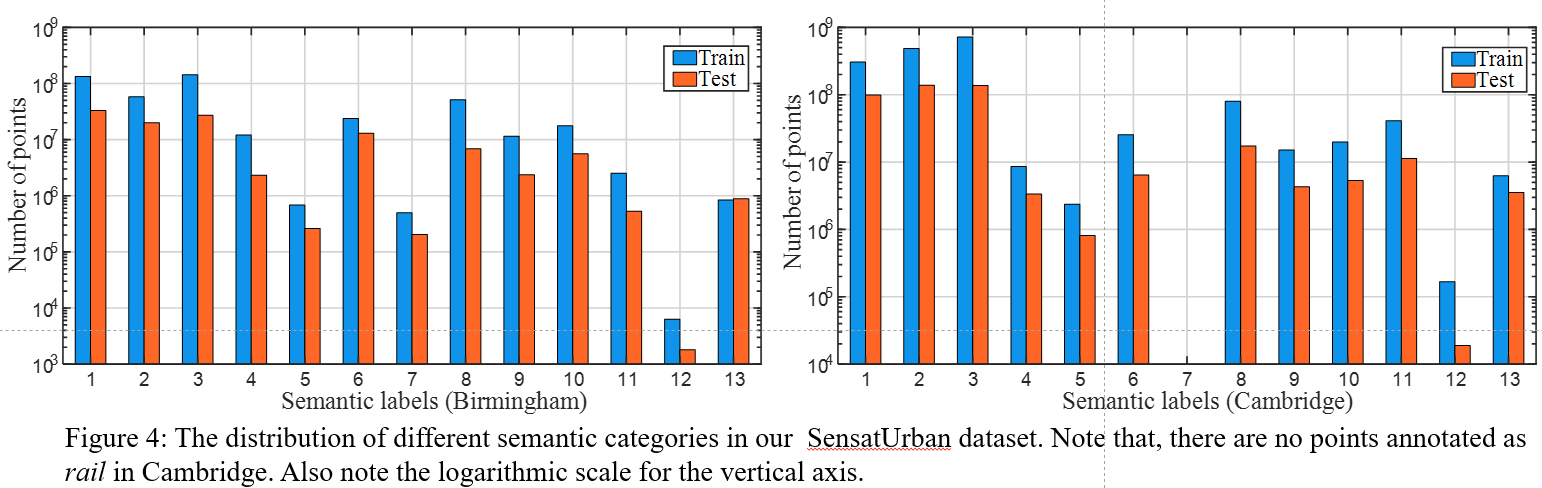 10^9
10^8
10^7
10^6
10^5
10^4
10^3
Number of points
Train
Test
1 2 3 4 5 6 7 8 9 10 11 12 13
Semantic labels (Birmingham)
10^9
10^8
10^7
10^6
10^5
10^4
Number of points
Train
Test
1 2 3 4 5 6 7 8 9 10 11 12 13
Semantic labels (Cambridge)
Figure 4: The distribution of different semantic categories in our SensatUrban dataset. Note that, there are no points annotated as
rail in Cambridge. Also note the logarithmic scale for the vertical axis.